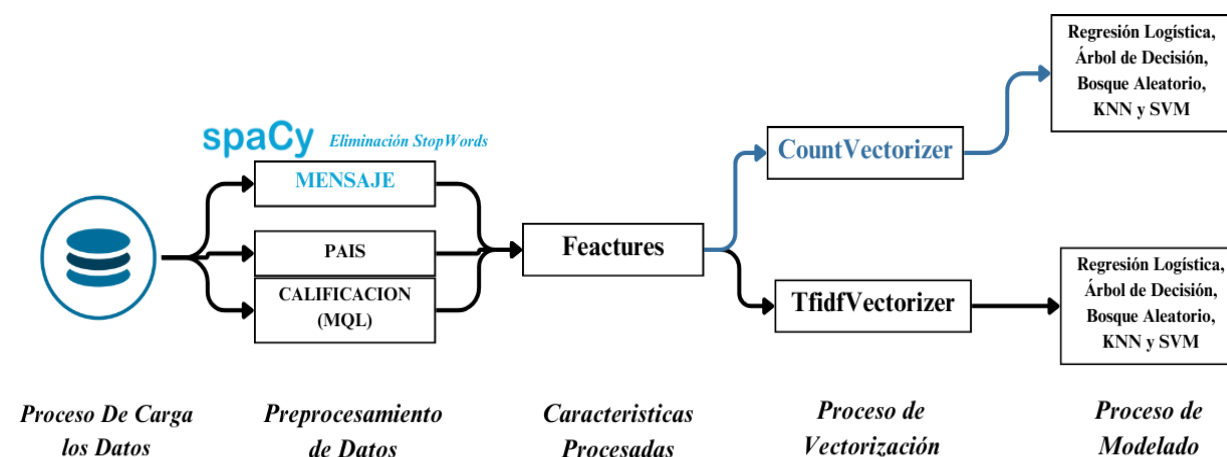 spaCy Eliminación StopWords
MENSAJE
PAIS
CALIFICACION
(MQL)
Feactures
CountVectorizer
TfidfVectorizer
Regresión Logística,
Árbol de Decisión,
Bosque Aleatorio,
KNN y SVM
Regresión Logística,
Árbol de Decisión,
Bosque Aleatorio,
KNN y SVM
Proceso De Carga
los Datos
Preprocesamiento
de Datos
Caracteristicas
Procesadas
Proceso de
Vectorización
Proceso de
Modelado